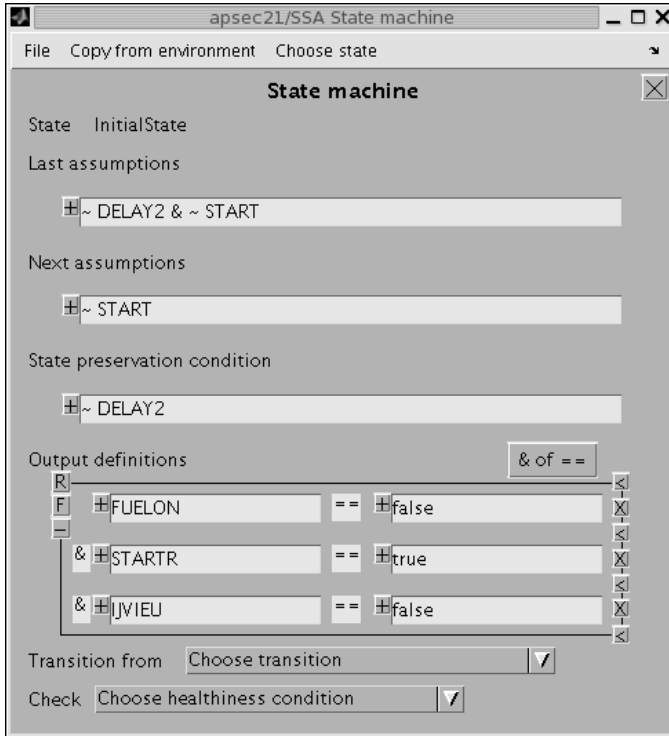 apsec21/SSA State machine
File Copy from environment Choose state
State machine
State InitialState
Last assumptions
+ ~ DELAY2 & ~ START
Next assumptions
+ ~ START
State preservation condition
+ ~ DELAY2
Output definitions & of ==
R <
F + FUELON == + false X
– <
& + STARTR == + true X
<
& + IJVIEU == + false X
<
Transition from Choose transition
Check Choose healthiness condition